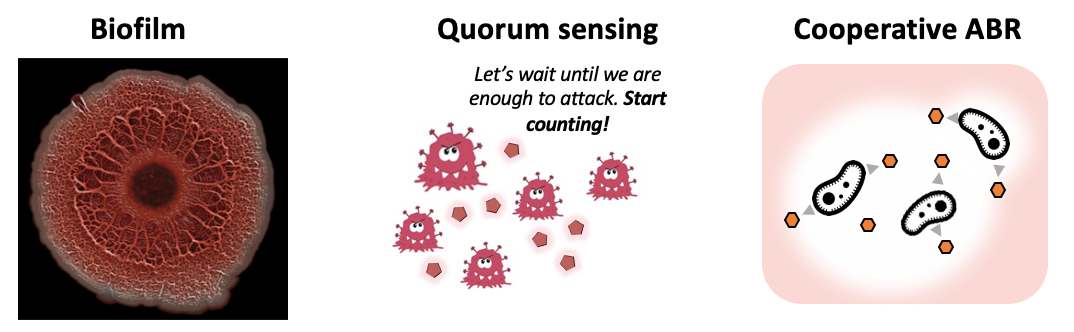 Biofilm
Quorum sensing
Let's wait until we are
enough to attack. Start
counting!
Cooperative ABR